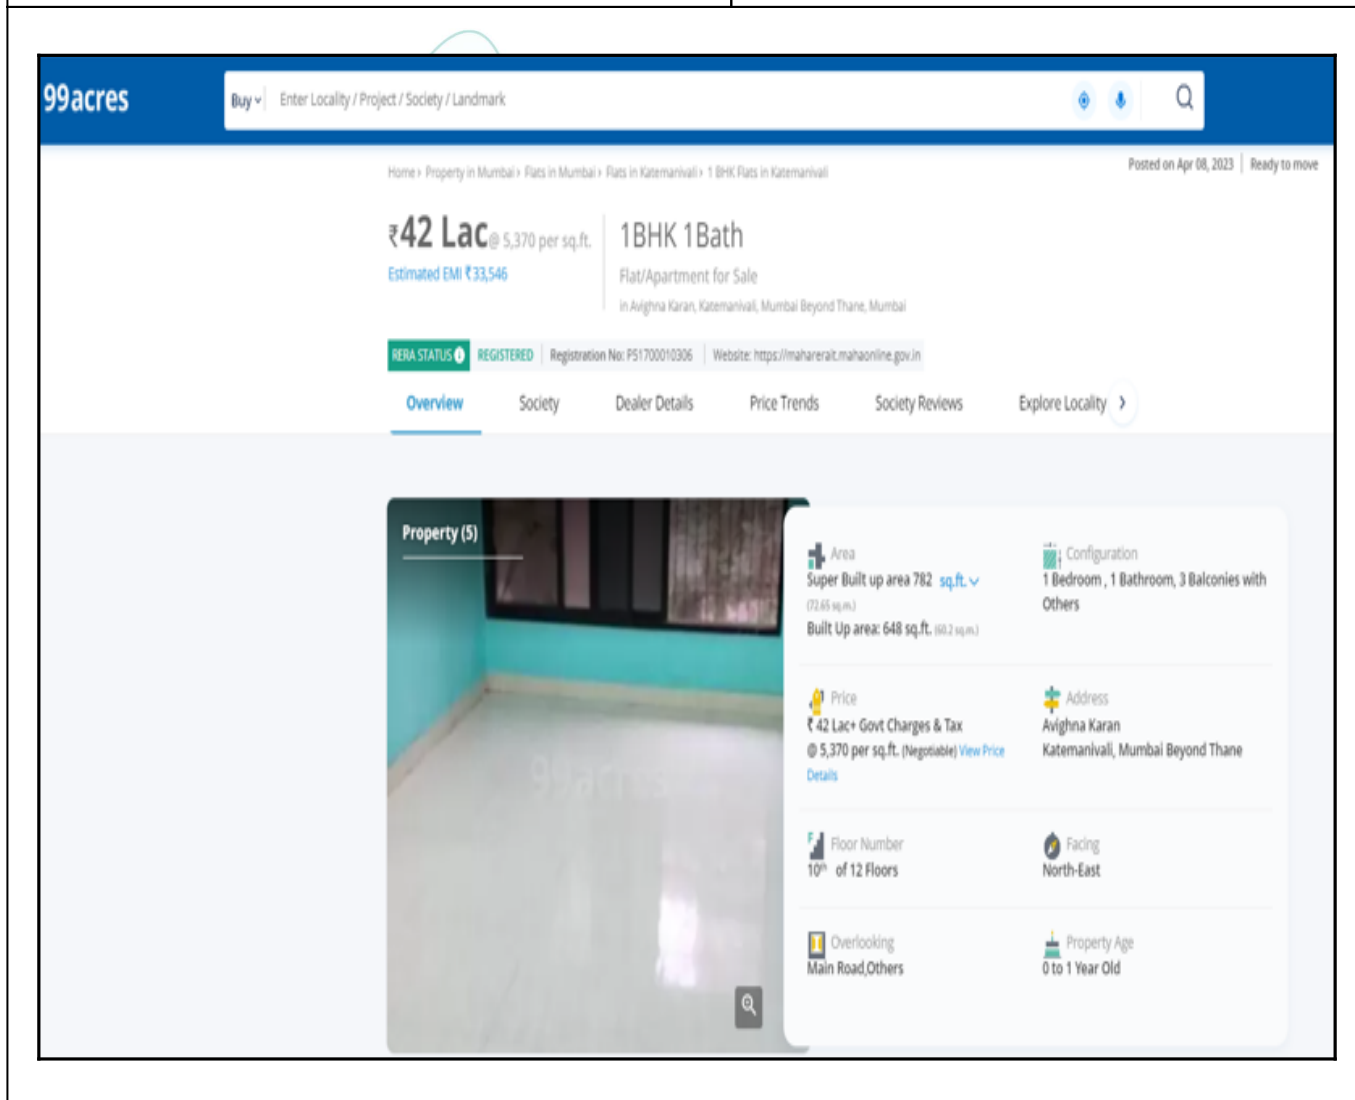 99acres
Buy
Enter Locality / Project / Society / Landmark
Home › Property in Mumbai › Flats in Mumbai › Flats in Katemanivali › 1 BHK Flats in Katemanivali
Posted on Apr 08, 2023 | Ready to move
₹42 Lac @ 5,370 per sq.ft.
Estimated EMI ₹33,546
1BHK 1Bath
Flat/Apartment for Sale
in Avighna Karan, Katemanivali, Mumbai Beyond Thane, Mumbai
RERA STATUS REGISTERED | Registration No: P51700010306 | Website: https://maharerait.mahaonline.gov.in
Overview Society Dealer Details Price Trends Society Reviews Explore Locality
Property (5)
99acres
Area
Super Built up area 782 sq.ft.
(72.65 sq.m.)
Built Up area: 648 sq.ft. (60.2 sq.m.)
Configuration
1 Bedroom , 1 Bathroom, 3 Balconies with
Others
Price
₹ 42 Lac+ Govt Charges & Tax
@ 5,370 per sq.ft. (Negotiable) View Price
Details
Address
Avighna Karan
Katemanivali, Mumbai Beyond Thane
Floor Number
10th of 12 Floors
Facing
North-East
Overlooking
Main Road,Others
Property Age
0 to 1 Year Old